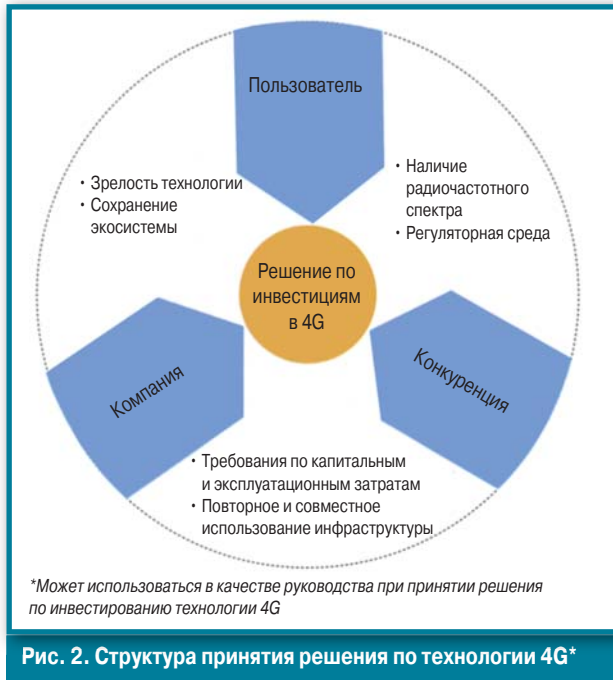 Пользователь
· Зрелость технологии
· Сохранение
экосистемы
· Наличие
радиочастотного
спектра
· Регуляторная среда
Решение по
инвестициям
в 4G
Компания
Конкуренция
· Требования по капитальным
и эксплуатационным затратам
· Повторное и совместное
использование инфраструктуры
*Может использоваться в качестве руководства при принятии решения
по инвестированию технологии 4G
Рис. 2. Структура принятия решения по технологии 4G*